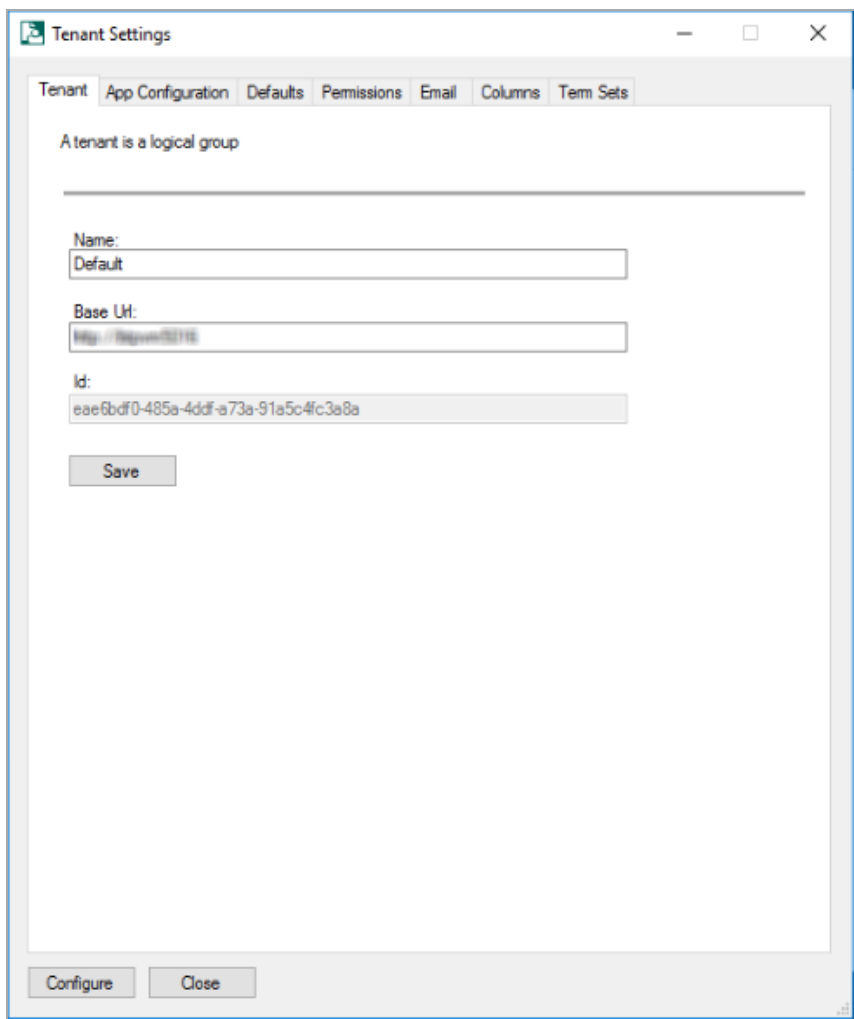 Tenant Settings
Tenant App Configuration Defaults Permissions Email Columns Term Sets
A tenant is a logical group
Name:
Default
Base Url:
Id:
eae6bdf0-485a-4ddf-a73a-91a5c4fc3a8a
Save
Configure Close